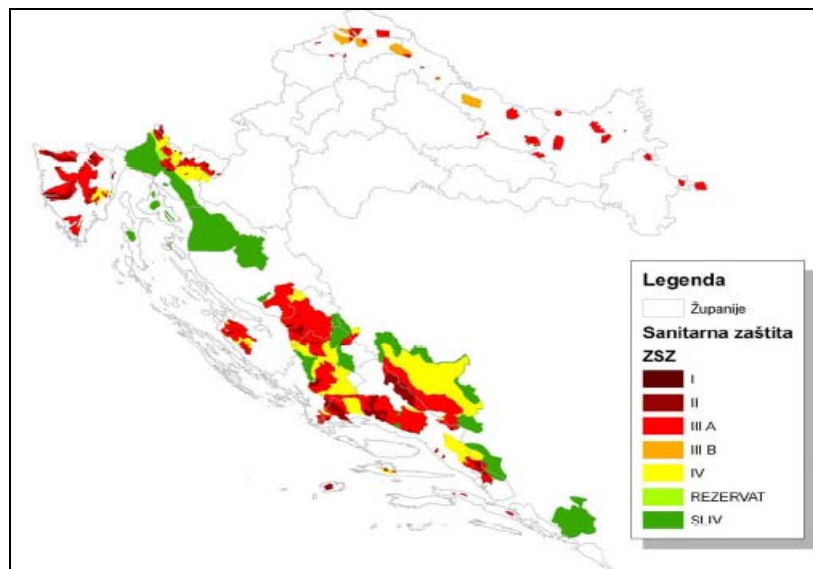 Legenda
Županije
Sanitarna zaštita
ZSZ
I
II
III A
III B
IV
REZERVAT
SLIV